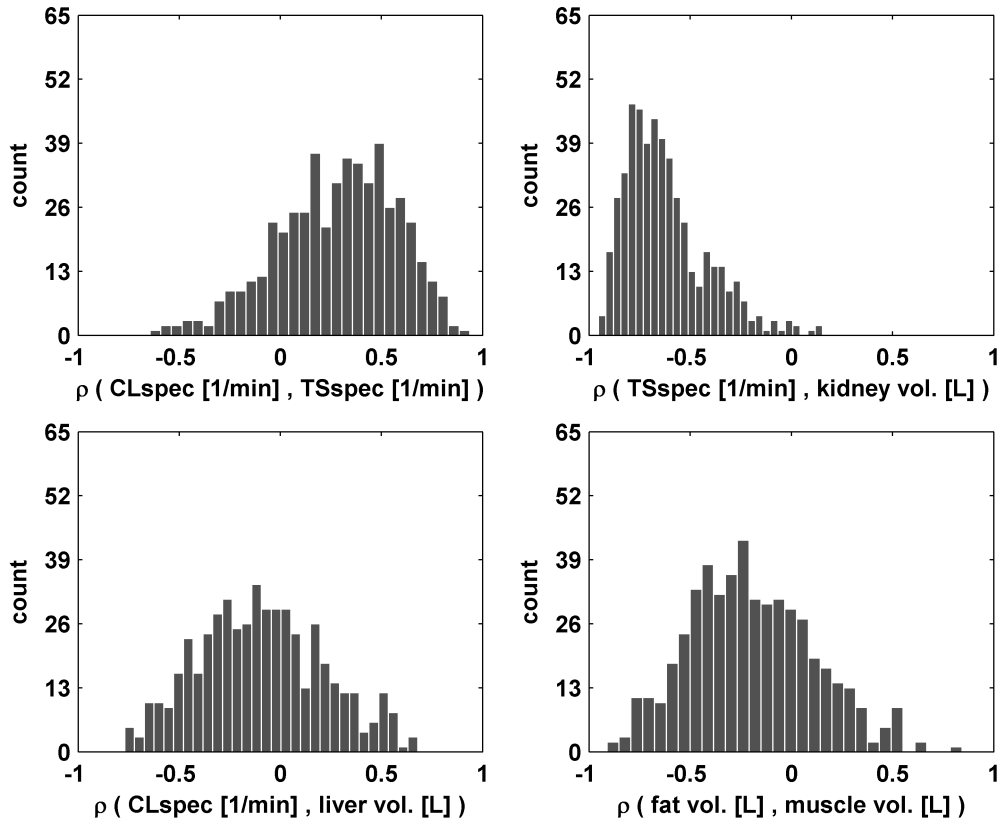 65
52
39
26
13
0
count
-1 -0.5 0 0.5 1
ρ ( CLspec [1/min] , TSspec [1/min] )
65
52
39
26
13
0
count
-1 -0.5 0 0.5 1
ρ ( TSspec [1/min] , kidney vol. [L] )
65
52
39
26
13
0
count
-1 -0.5 0 0.5 1
ρ ( CLspec [1/min] , liver vol. [L] )
65
52
39
26
13
0
count
-1 -0.5 0 0.5 1
ρ ( fat vol. [L] , muscle vol. [L] )